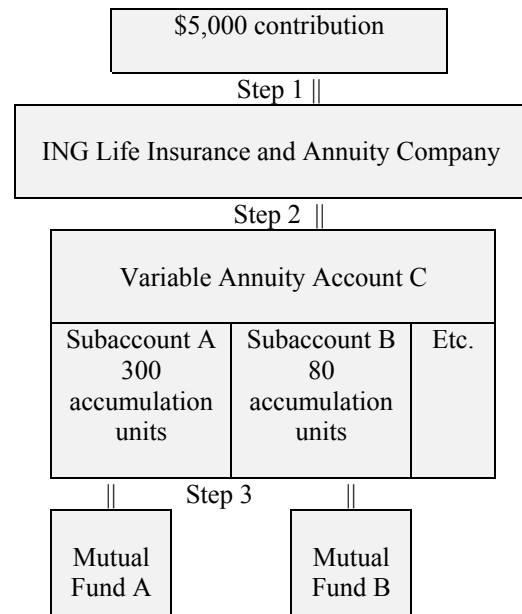 $5,000 contribution
Step 1 ||
ING Life Insurance and Annuity Company
Step 2 ||
Variable Annuity Account C
Subaccount A
300
accumulation
units
Subaccount B
80
accumulation
units
Etc.
|| Step 3 ||
Mutual
Fund A
Mutual
Fund B